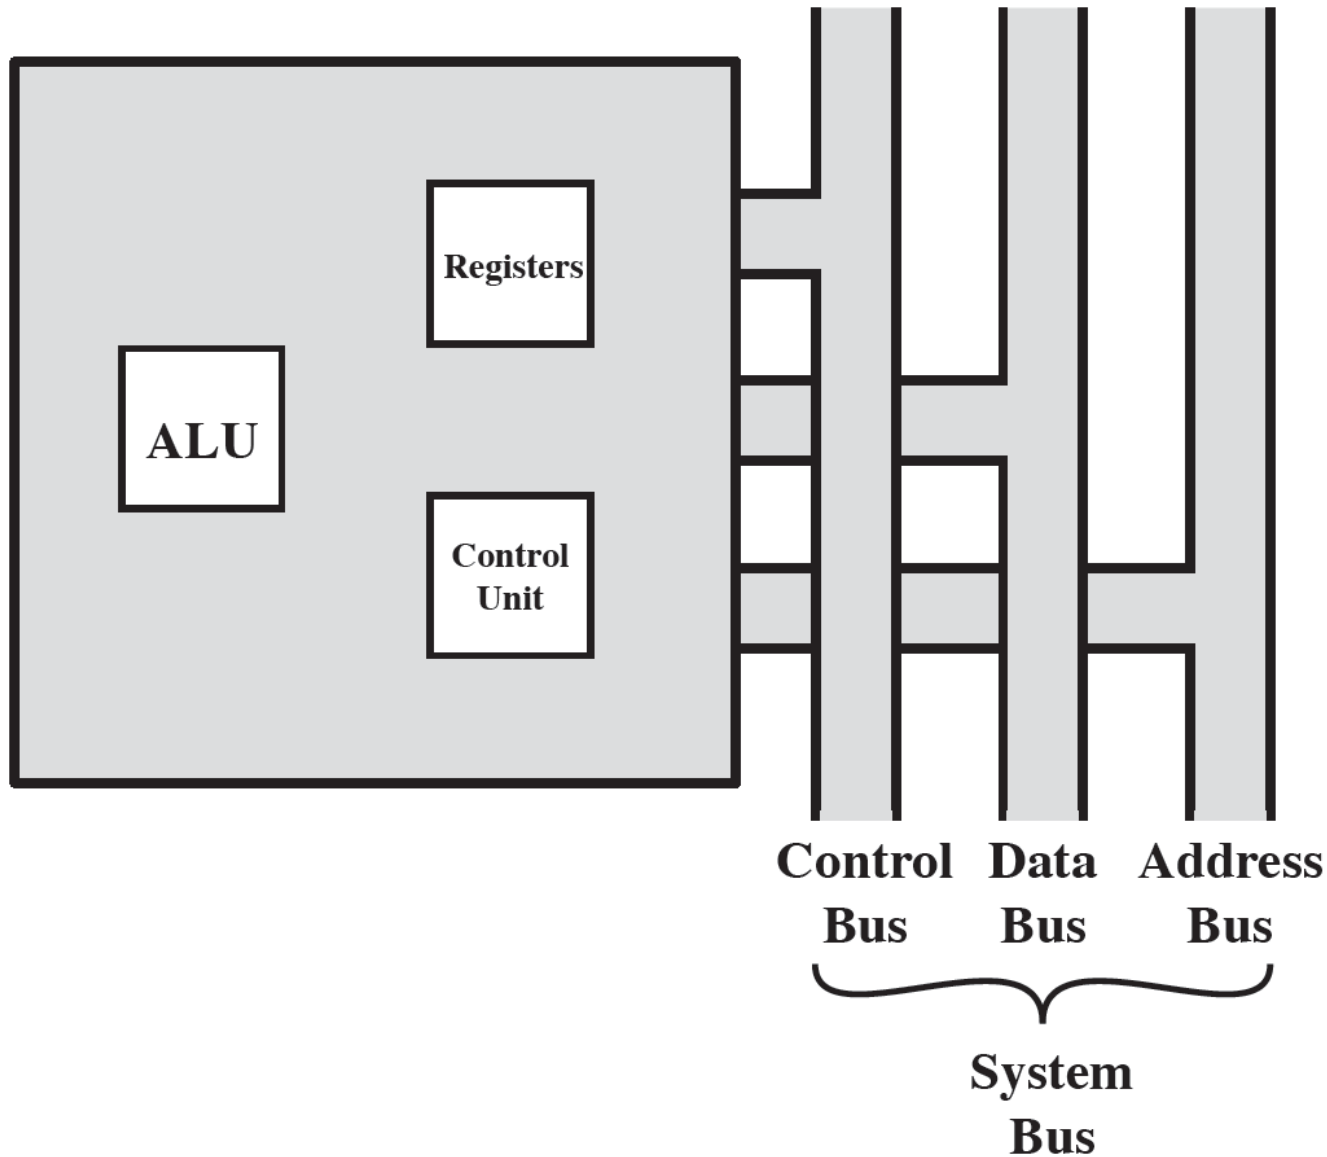 Registers
ALU
Control
Unit
Control Data Address
Bus Bus Bus
System
Bus